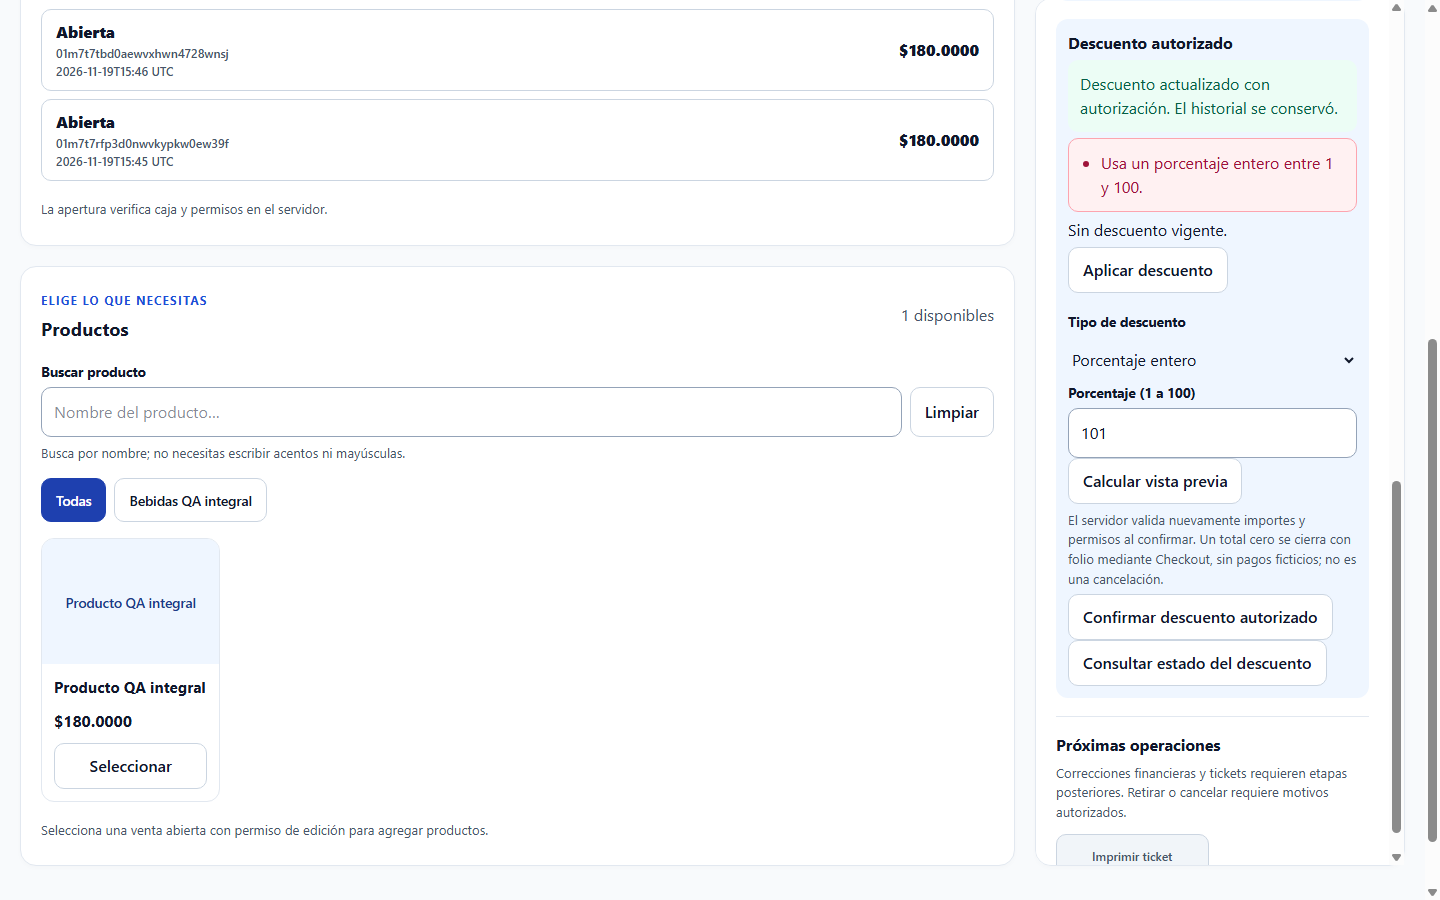 Abierta
01m7t7tbd0aewvxhwn4728wnsj
2026-11-19T15:46 UTC
$180.0000
Abierta
01m7t7rfp3d0nwvkypkw0ew39f
2026-11-19T15:45 UTC
$180.0000
La apertura verifica caja y permisos en el servidor.
ELIGE LO QUE NECESITAS
Productos
1 disponibles
Buscar producto
Nombre del producto...
Limpiar
Busca por nombre; no necesitas escribir acentos ni mayúsculas.
Todas
Bebidas QA integral
Producto QA integral
Producto QA integral
$180.0000
Seleccionar
Selecciona una venta abierta con permiso de edición para agregar productos.
Descuento autorizado
Descuento actualizado con
autorización. El historial se conservó.
Usa un porcentaje entero entre 1
y 100.
Sin descuento vigente.
Aplicar descuento
Tipo de descuento
Porcentaje entero
Porcentaje (1 a 100)
101
Calcular vista previa
El servidor valida nuevamente importes y
permisos al confirmar. Un total cero se cierra con
folio mediante Checkout, sin pagos ficticios; no es
una cancelación.
Confirmar descuento autorizado
Consultar estado del descuento
Próximas operaciones
Correcciones financieras y tickets requieren etapas
posteriores. Retirar o cancelar requiere motivos
autorizados.
Imprimir ticket